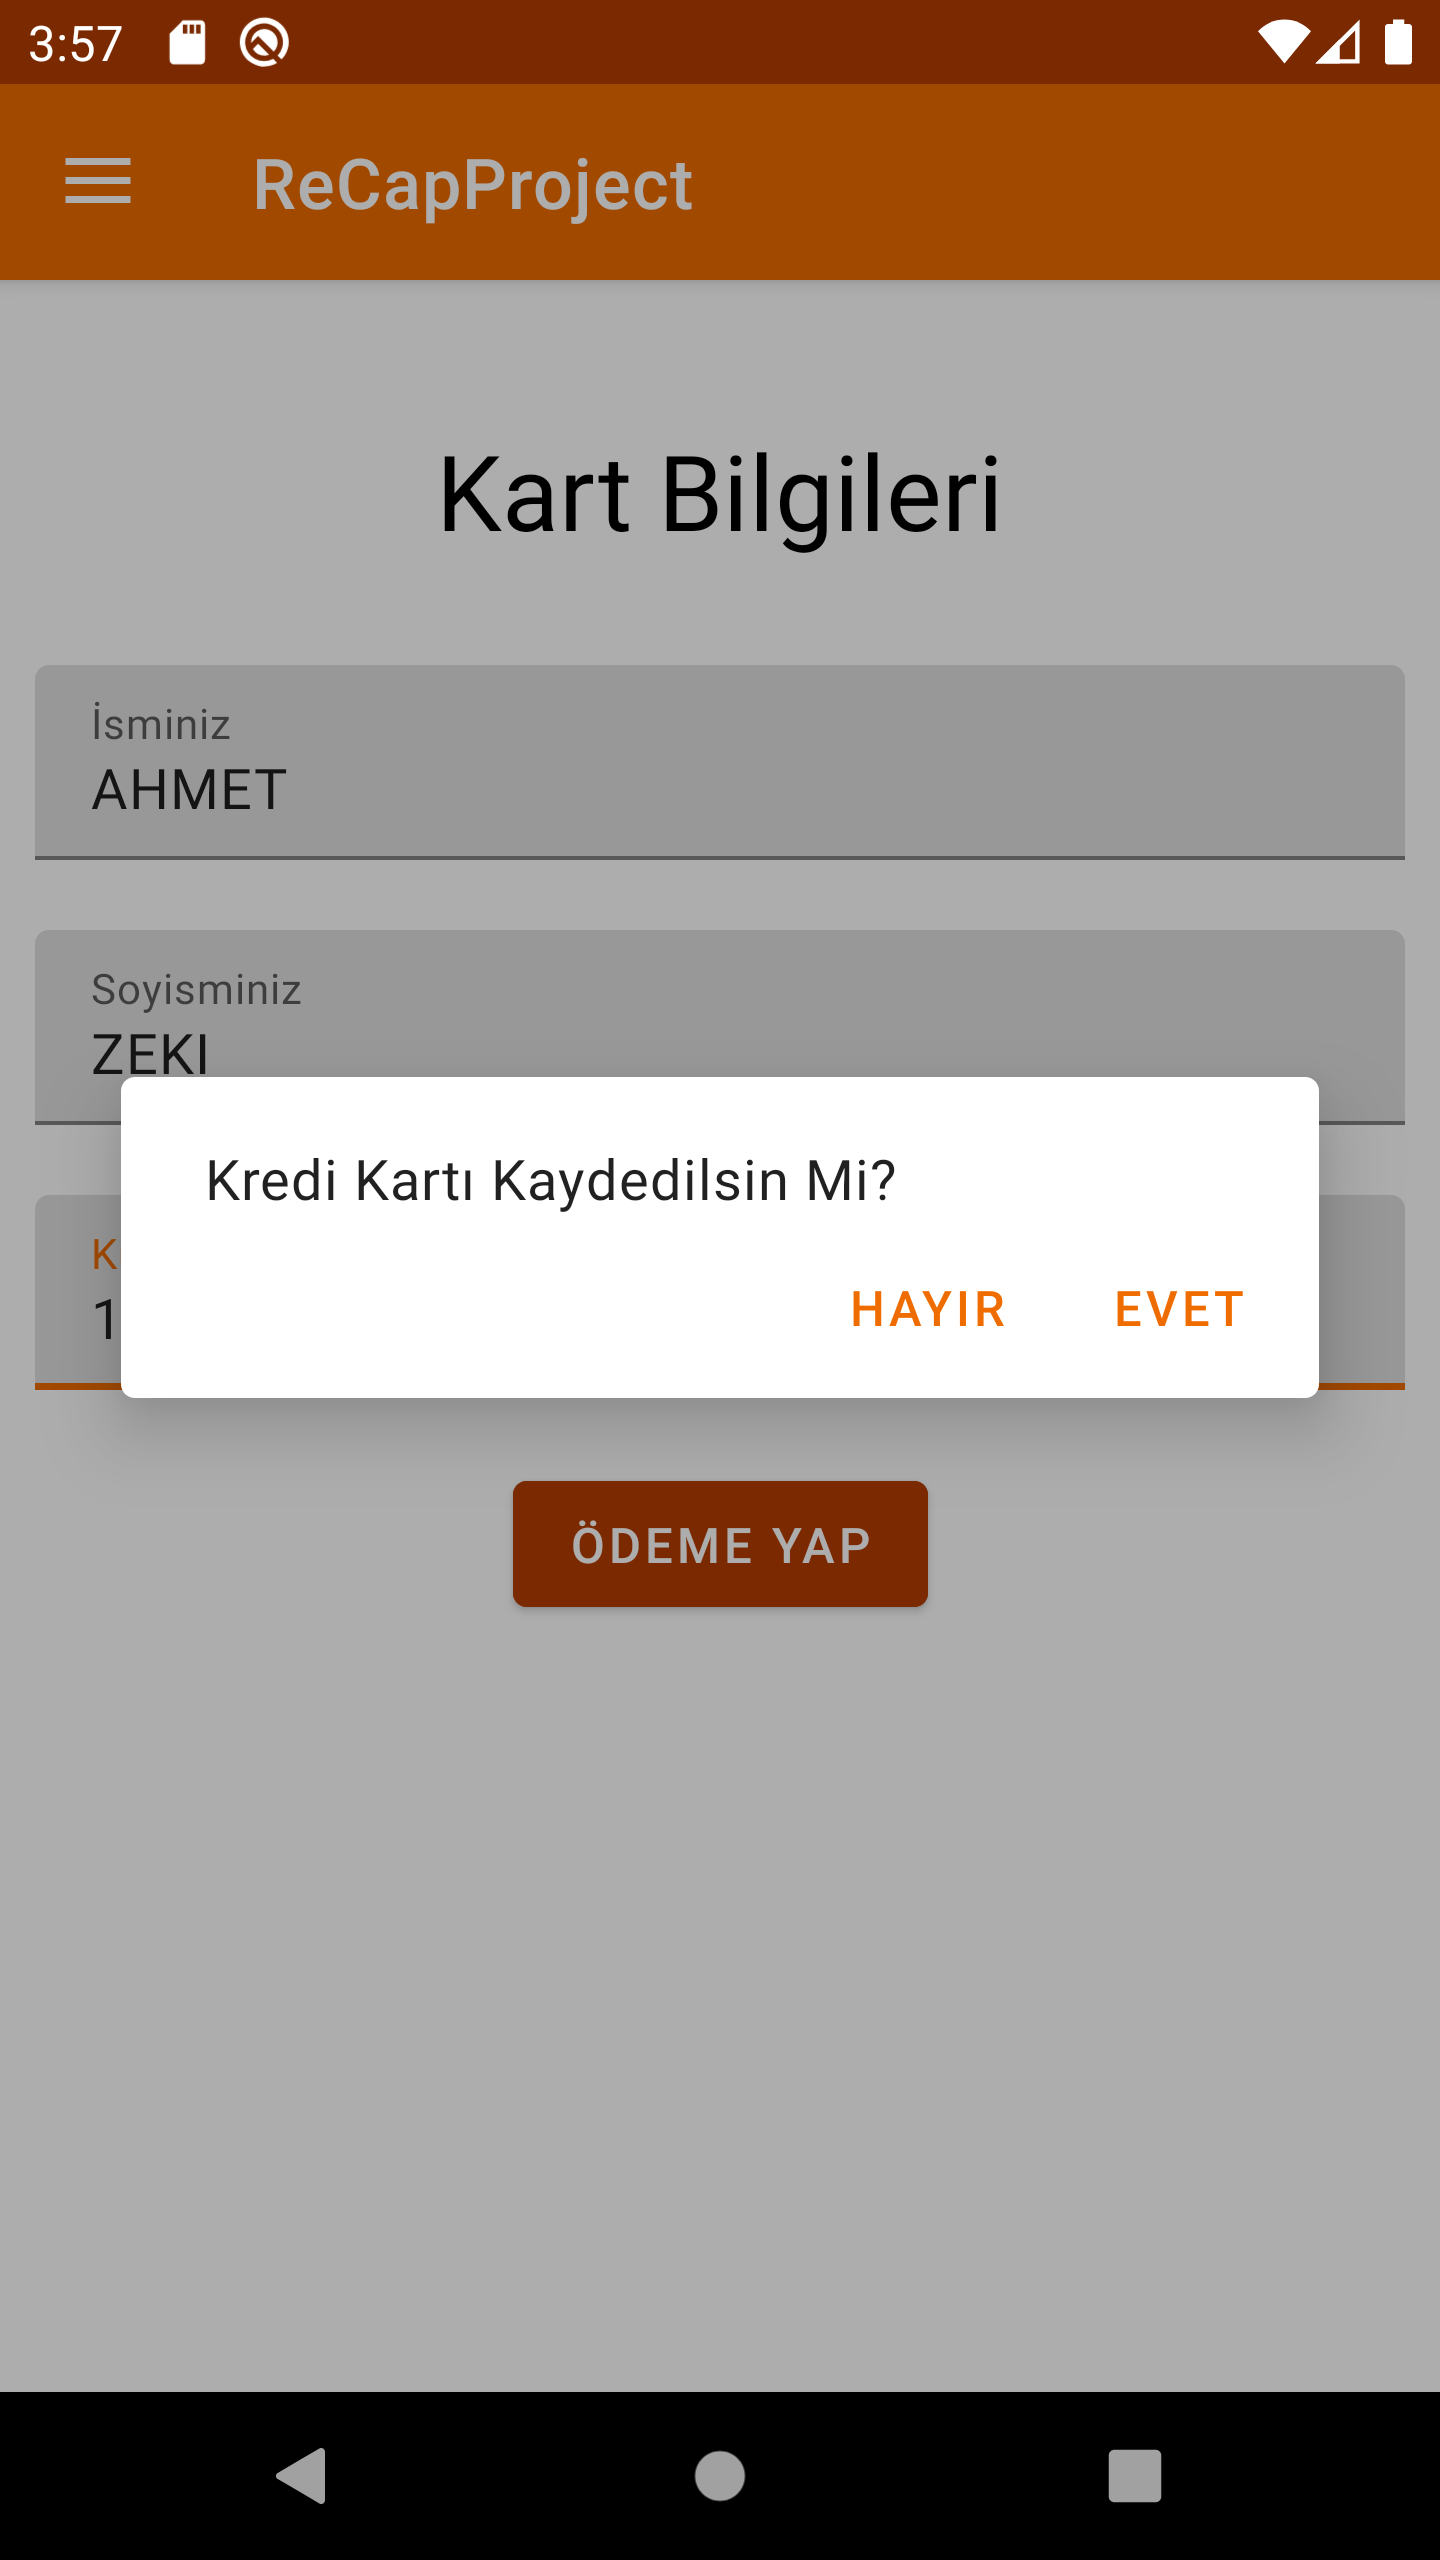 3:57
ReCapProject
Kart Bilgileri
İsminiz
AHMET
Soyisminiz
ZEKI
Kredi Kartı Kaydedilsin Mi?
K
1
HAYIR EVET
ÖDEME YAP